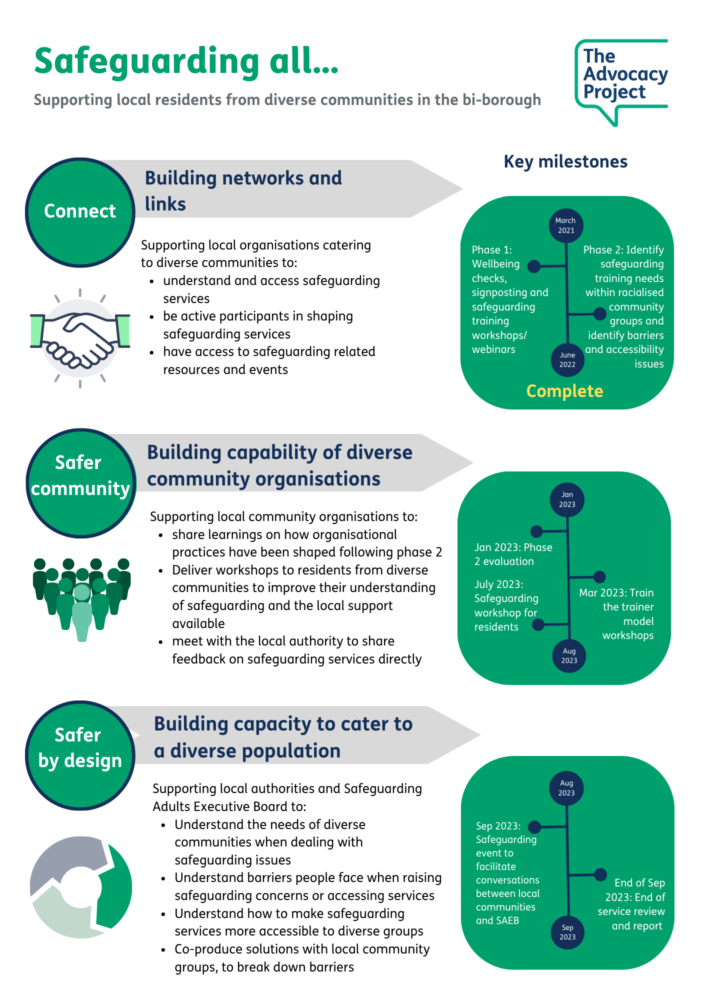 Safeguarding all...
Supporting local residents from diverse communities in the bi-borough
The
Advocacy
Project
Key milestones
Connect
Building networks and
links
Supporting local organisations catering
to diverse communities to:
• understand and access safeguarding
services
• be active participants in shaping
safeguarding services
• have access to safeguarding related
resources and events
March
2021
Phase 1:
Wellbeing
checks,
signposting and
safeguarding
training
workshops/
webinars
Phase 2: Identify
safeguarding
training needs
within racialised
community
groups and
identify barriers
and accessibility
issues
June
2022
Complete
Safer
community
Building capability of diverse
community organisations
Supporting local community organisations to:
• share learnings on how organisational
practices have been shaped following phase 2
• Deliver workshops to residents from diverse
communities to improve their understanding
of safeguarding and the local support
available
• meet with the local authority to share
feedback on safeguarding services directly
Jan
2023
Jan 2023: Phase
2 evaluation
Mar 2023: Train
the trainer
model
workshops
July 2023:
Safeguarding
workshop for
residents
Aug
2023
Safer
by design
Building capacity to cater to
a diverse population
Supporting local authorities and Safeguarding
Adults Executive Board to:
• Understand the needs of diverse
communities when dealing with
safeguarding issues
• Understand barriers people face when raising
safeguarding concerns or accessing services
• Understand how to make safeguarding
services more accessible to diverse groups
• Co-produce solutions with local community
groups, to break down barriers
Aug
2023
Sep 2023:
Safeguarding
event to
facilitate
conversations
between local
communities
and SAEB
End of Sep
2023: End of
service review
and report
Sep
2023